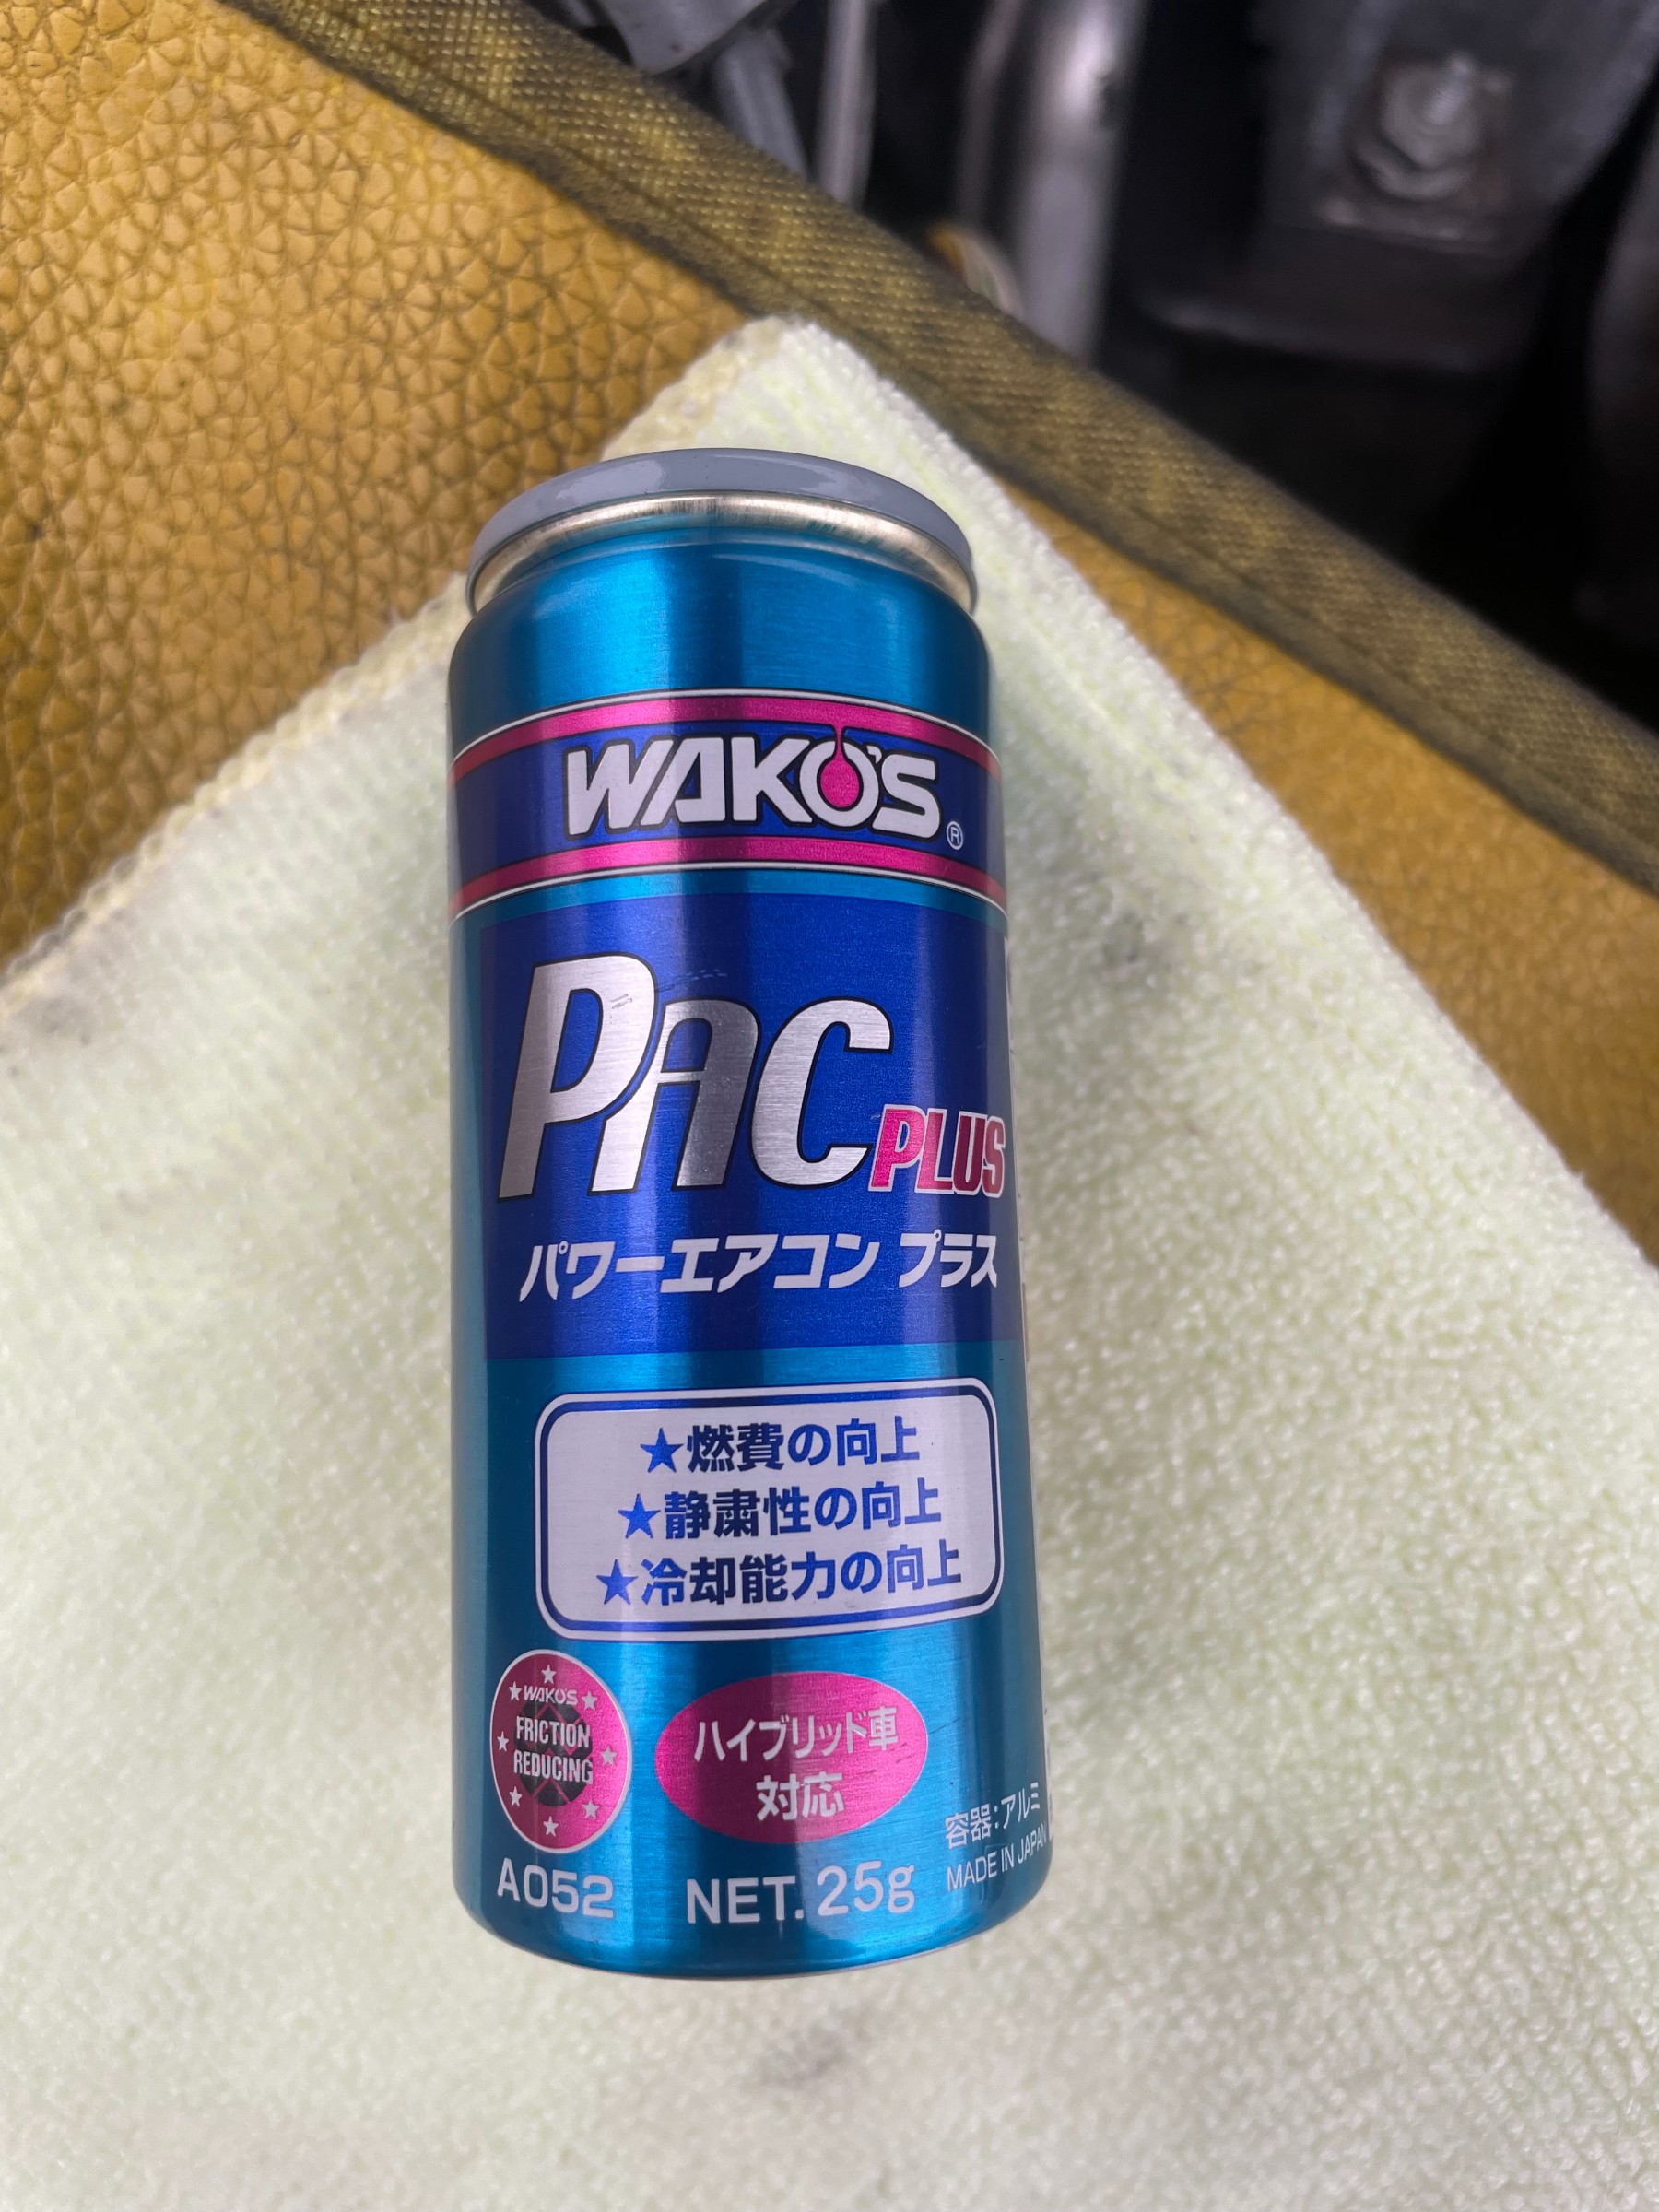 WAKO'S®
PAC PLUS
パワーエアコン プラス
★燃費の向上
★静粛性の向上
★冷却能力の向上
WAKO'S
FRICTION
REDUCING
ハイブリッド車
対応
容器:アルミ
MADE IN JAPAN
A052
NET. 25g